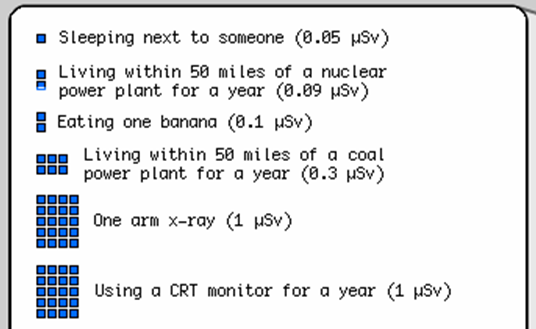 Sleeping next to someone (0.05 μSv)
Living within 50 miles of a nuclear
power plant for a year (0.09 μSv)
Eating one banana (0.1 μSv)
Living within 50 miles of a coal
power plant for a year (0.3 μSv)
One arm x-ray (1 μSv)
Using a CRT monitor for a year (1 μSv)